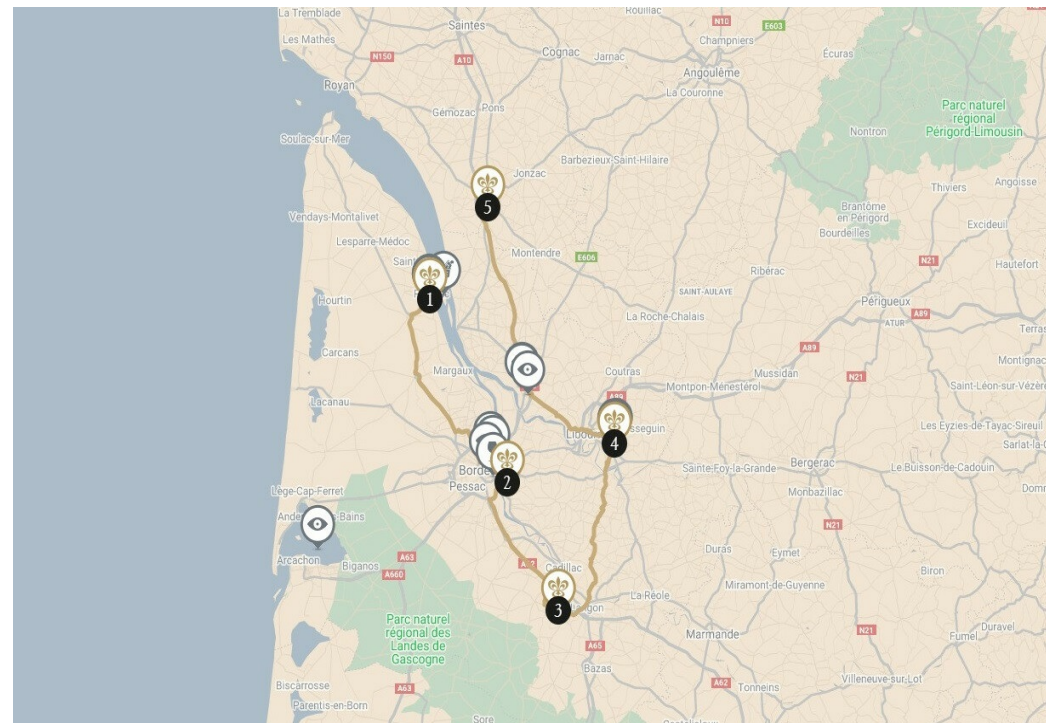 La Tremblade
Rouillac
N10
E603
Saintes
Les Mathes
Champniers
N150
A10
Cognac
Jarnac
Écuras
Angoulême
Royan
La Couronne
Gémozac
Pons
Parc naturel
régional
Périgord-Limousin
Nontron
Soulac-sur-Mer
Barbezieux-Saint-Hilaire
Jonzac
Thiviers
Angoisse
5
Brantôme
en Périgord
Bourdeilles
Excideuil
Vendays-Montalivet
Lesparre-Médoc
Montendre
E606
N21
Hautefort
Ribérac
1
SAINT-AULAYE
Hourtin
Périgueux
La Roche-Chalais
A89
ATUR
A89
Terras
Carcans
A89
Montignac
Margaux
Coutras
Mussidan
Montpon-Ménestérol
N21
Saint-Léon-sur-Vézère
Lacanau
A89
Les Eyzies-de-Tayac-Sireuil
4
Sarlat-la-C
Bergerac
Sainte-Foy-la-Grande
Le Buisson-de-Cadouin
Pessac
2
Lège-Cap-Ferret
Monbazillac
Dom
N21
Arcachon
Biganos
A63
A660
Duras
Eymet
Cadillac
Biron
Miramont-de-Guyenne
La Réole
3
Parc naturel
régional des
Landes de
Gascogne
Marmande
N21
Duravel
Fumel
A65
Bazas
Biscarrosse
A63
A62
Tonneins
Villeneuve-sur-Lot
Parentis-en-Born
Sore